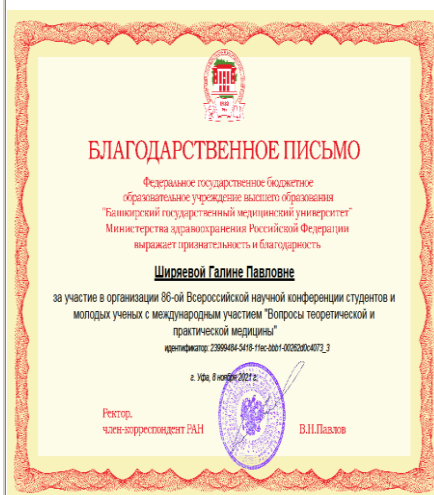 БЛАГОДАРСТВЕННОЕ ПИСЬМО
Федеральное государственное бюджетное
образовательное учреждение высшего образования
"Башкирский государственный медицинский университет"
Министерства здравоохранения Российской Федерации
выражает признательность и благодарность
Ширяевой Галине Павловне
за участие в организации 86-ой Всероссийской научной конференции студентов и
молодых ученых с международным участием "Вопросы теоретической и
практической медицины"
идентификатор: 23999484-5416-11ec-bbb1-00262d0c4073_3
г. Уфа, 8 ноября 2021 г.
Ректор,
член-корреспондент РАН В.Н.Павлов